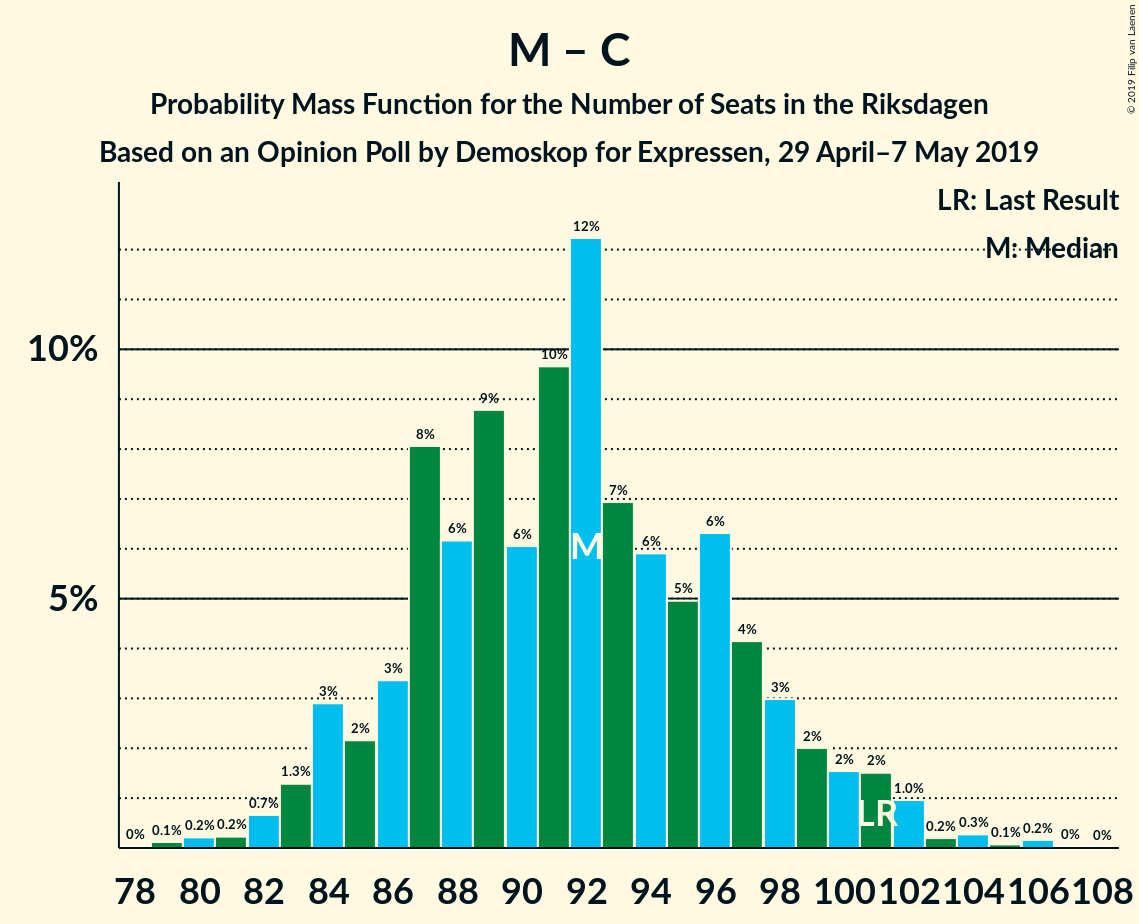 M – C
Probability Mass Function for the Number of Seats in the Riksdagen
Based on an Opinion Poll by Demoskop for Expressen, 29 April–7 May 2019
© 2019 Filip van Laenen
LR: Last Result
M: Median
10%
5%
0% 0.1% 0.2% 0.2% 0.7% 1.3% 3% 2% 3% 8% 6% 9% 6% 10% 12% 7% 6% 5% 6% 4% 3% 2% 2% 2% 1.0% 0.2% 0.3% 0.1% 0.2% 0% 0%
M
LR
78 80 82 84 86 88 90 92 94 96 98 100 102 104 106 108